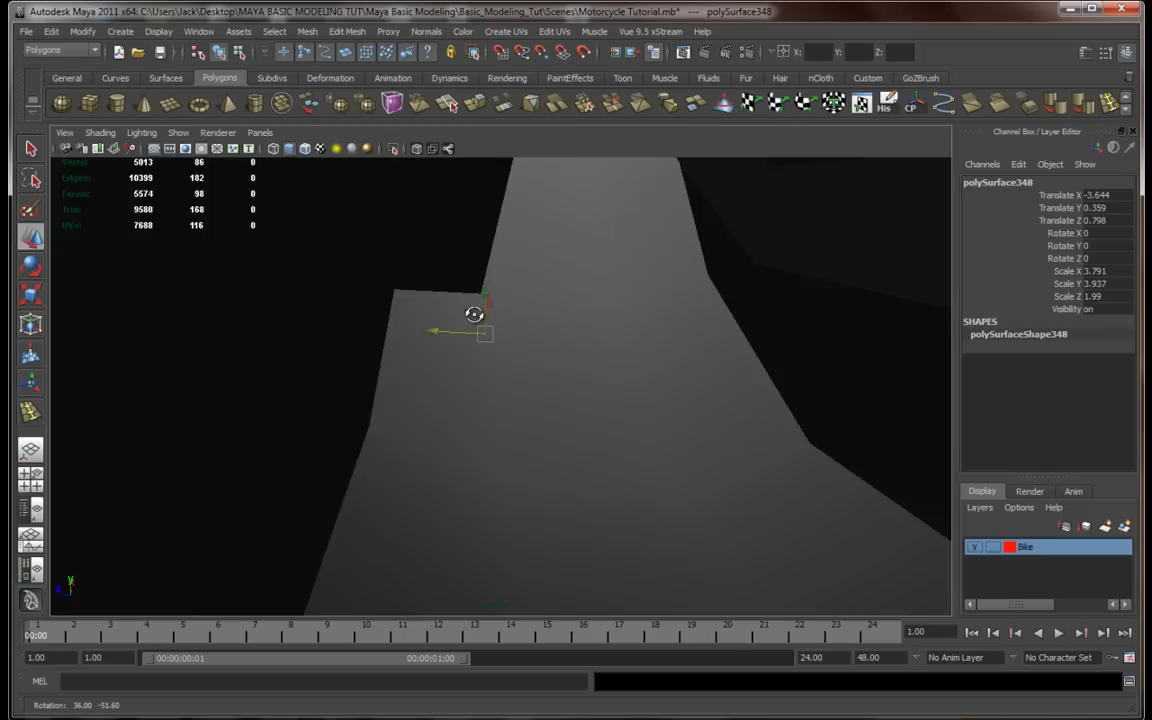 Autodesk Maya 2011 x64: C:\Users\Jack\Desktop\MAYA BASIC MODELING TUT\Maya Basic Modeling\Basic_Modeling_Tut\Scenes\Motorcycle Tutorial.mb* --- polySurface348
File Edit Modify Create Display Window Assets Select Mesh Edit Mesh Proxy Normals Color Create UVs Edit UVs Muscle Vue 9.5 xStream Help
Polygons X: Y: Z:
General Curves Surfaces Polygons Subdivs Deformation Animation Dynamics Rendering PaintEffects Toon Muscle Fluids Fur Hair nCloth Custom GoZBrush
His CP
View Shading Lighting Show Renderer Panels
Channel Box / Layer Editor
Channels Edit Object Show
Verts: 5013 86 0
Edges: 10399 182 0
Faces: 5574 98 0
Tris: 9580 168 0
UVs: 7688 116 0
polySurface348
Translate X -3.644
Translate Y 0.359
Translate Z 0.798
Rotate X 0
Rotate Y 0
Rotate Z 0
Scale X 3.791
Scale Y 3.937
Scale Z 1.99
Visibility on
SHAPES
polySurfaceShape348
Display Render Anim
Layers Options Help
V Bike
y
1 2 3 4 5 6 7 8 9 10 11 12 13 14 15 16 17 18 19 20 21 22 23 24
00:00
1.00
1.00 1.00 00:00:00:01 00:00:01:00 24.00 48.00 No Anim Layer No Character Set
MEL
Rotation: 36.00 -51.60